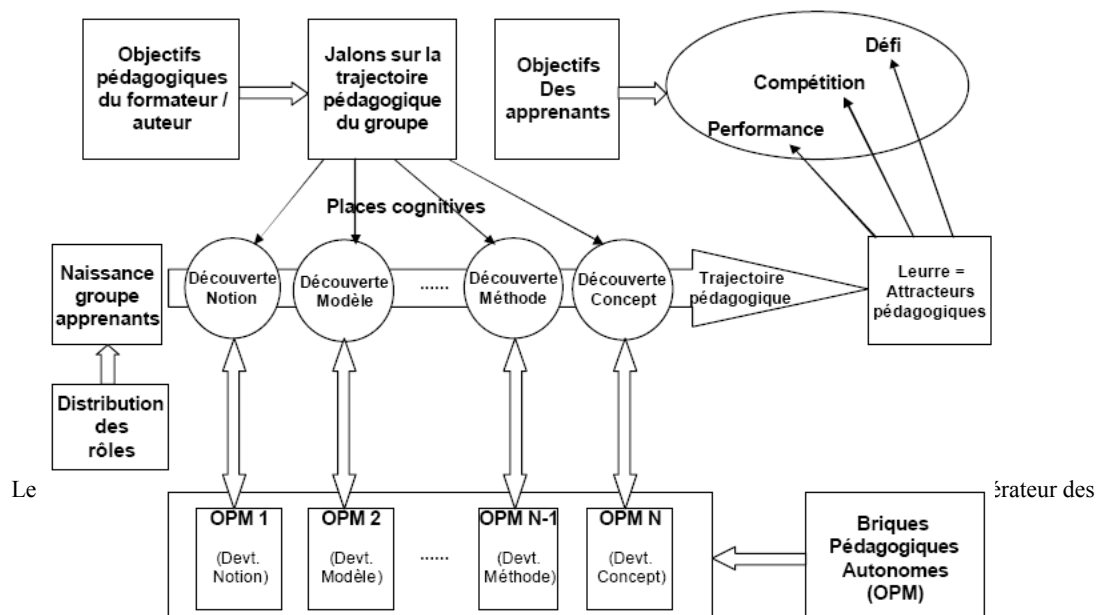 Objectifs
pédagogiques
du formateur /
auteur
Jalons sur la
trajectoire
pédagogique
du groupe
Objectifs
Des
apprenants
Défi
Compétition
Performance
Places cognitives
Naissance
groupe
apprenants
Découverte
Notion
Découverte
Modèle
......
Découverte
Méthode
Découverte
Concept
Trajectoire
pédagogique
Leurre =
Attracteurs
pédagogiques
Distribution
des
rôles
Le
érateur des
OPM 1
(Devt.
Notion)
OPM 2
(Devt.
Modèle)
......
OPM N-1
(Devt.
Méthode)
OPM N
(Devt.
Concept)
Briques
Pédagogiques
Autonomes
(OPM)